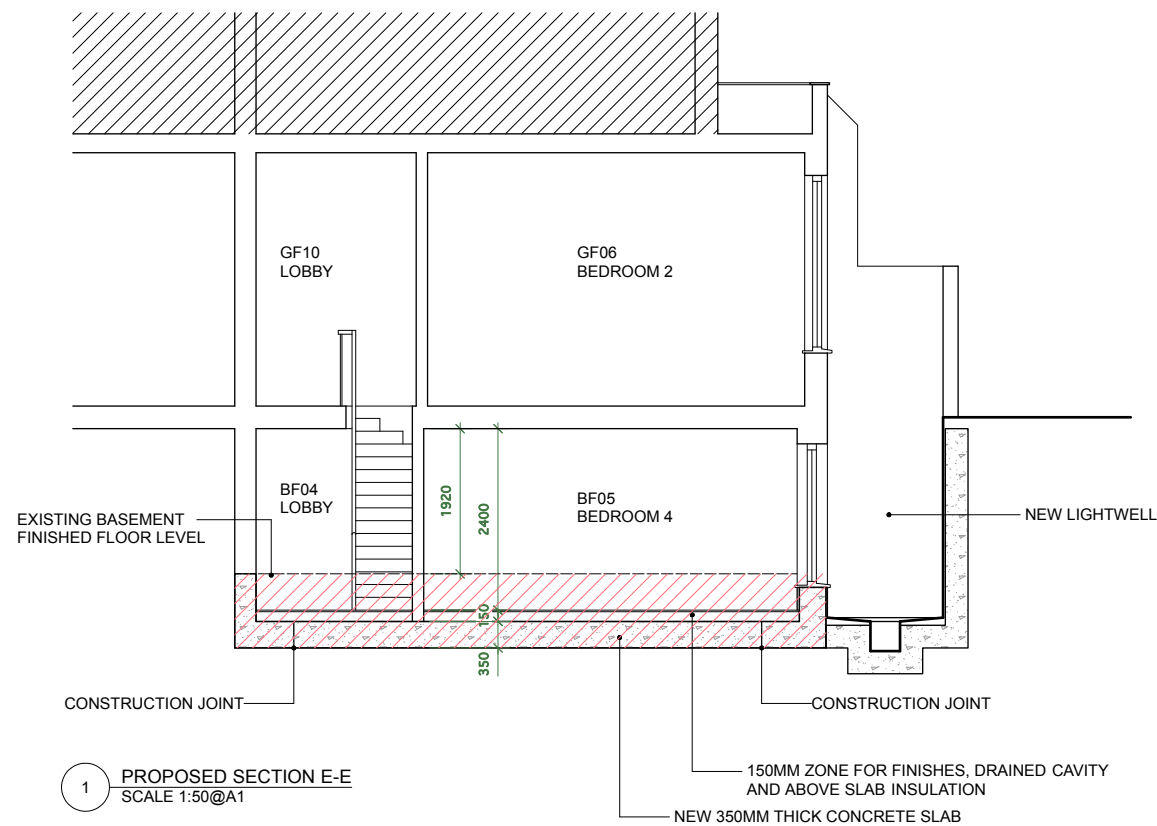 GF10
LOBBY
GF06
BEDROOM 2
BF04
LOBBY
1920
2400
BF05
BEDROOM 4
EXISTING BASEMENT
FINISHED FLOOR LEVEL
NEW LIGHTWELL
150
350
CONSTRUCTION JOINT
CONSTRUCTION JOINT
1
PROPOSED SECTION E-E
SCALE 1:50@A1
150MM ZONE FOR FINISHES, DRAINED CAVITY
AND ABOVE SLAB INSULATION
NEW 350MM THICK CONCRETE SLAB